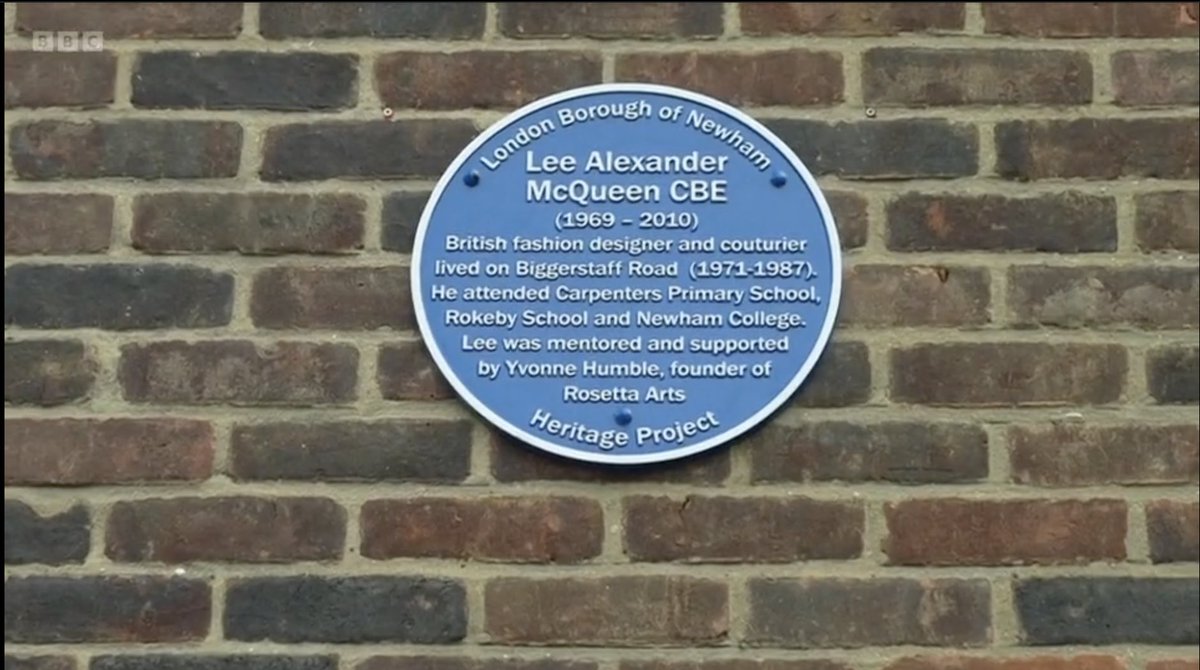 BBC
London Borough of Newham
Lee Alexander
McQueen CBE
(1969 – 2010)
British fashion designer and couturier
lived on Biggerstaff Road (1971-1987).
He attended Carpenters Primary School,
Rokeby School and Newham College.
Lee was mentored and supported
by Yvonne Humble, founder of
Rosetta Arts
Heritage Project